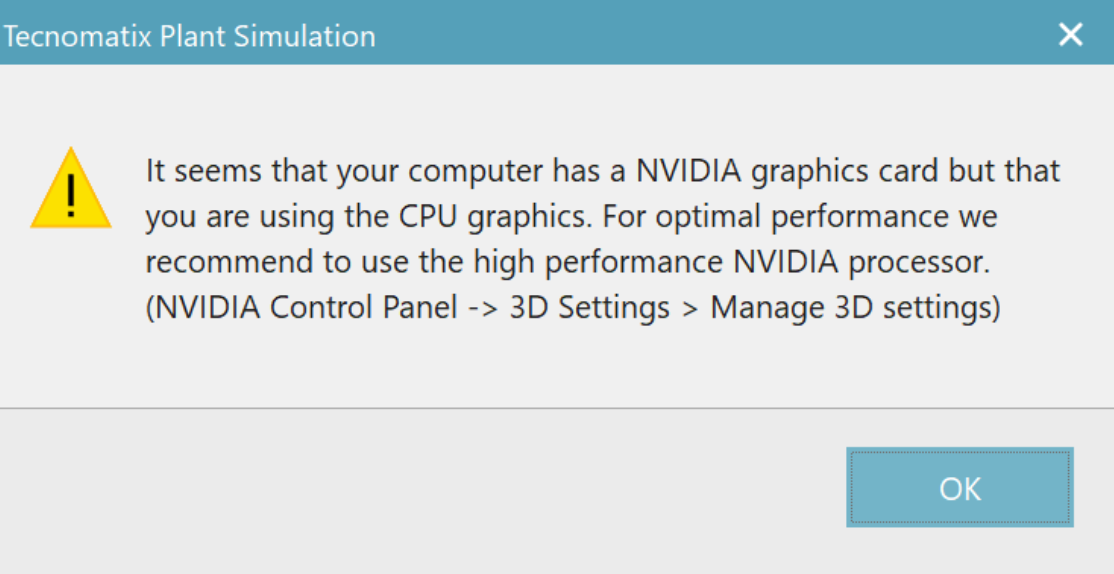 Tecnomatix Plant Simulation
It seems that your computer has a NVIDIA graphics card but that
you are using the CPU graphics. For optimal performance we
recommend to use the high performance NVIDIA processor.
(NVIDIA Control Panel -> 3D Settings > Manage 3D settings)
OK